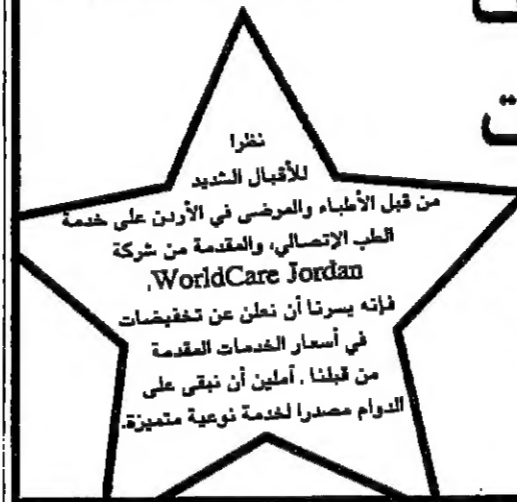 نظرا
للأقبال الشديد
من قبل الأطباء والمرضى في الأردن على خدمة
الطب الإتصالي، والمقدمة من شركة
WorldCare Jordan،
فإنه يسرنا أن نعلن عن تخفيضات
في أسعار الخدمات المقدمة
من قبلنا . آملين أن نبقى على
الدوام مصدرا لخدمة نوعية متميزة.